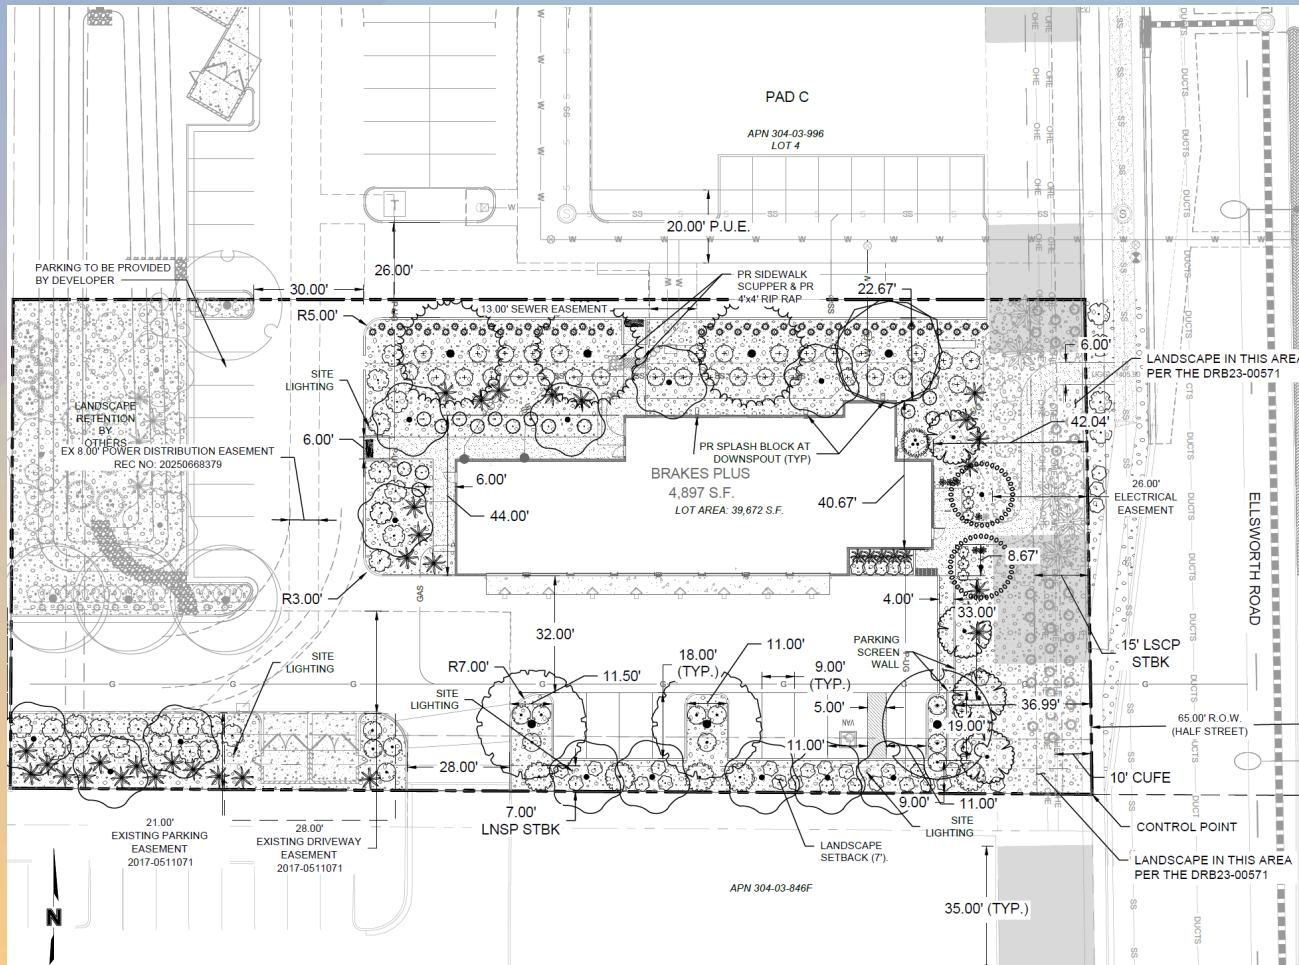 PAD C
APN 304-03-996
LOT 4
20.00' P.U.E.
PARKING TO BE PROVIDED
BY DEVELOPER
30.00'
26.00'
PR SIDEWALK
SCUPPER & PR
4'x4' RIP RAP
22.67'
13.00' SEWER EASEMENT
R5.00'
6.00'
LANDSCAPE IN THIS AREA
PER THE DRB23-00571
SITE
LIGHTING
LANDSCAPE
RETENTION
BY
OTHERS
42.04'
6.00'
EX 8.00' POWER DISTRIBUTION EASEMENT
REC NO: 20250668379
PR SPLASH BLOCK AT
DOWNSPOUT (TYP)
BRAKES PLUS
4,897 S.F.
LOT AREA: 39,672 S.F.
6.00'
44.00'
40.67'
26.00'
ELECTRICAL
EASEMENT
ELLSWORTH ROAD
8.67'
R3.00'
4.00'
33.00'
32.00'
11.00'
PARKING
SCREEN
WALL
15' LSCP
STBK
SITE
LIGHTING
R7.00'
11.50'
18.00'
(TYP.)
9.00'
(TYP.)
SITE
LIGHTING
5.00'
VAN
36.99'
19.00'
65.00' R.O.W.
(HALF STREET)
11.00'
28.00'
10' CUFE
7.00'
LNSP STBK
9.00'
11.00'
SITE
LIGHTING
21.00'
EXISTING PARKING
EASEMENT
2017-0511071
28.00'
EXISTING DRIVEWAY
EASEMENT
2017-0511071
LANDSCAPE
SETBACK (7').
CONTROL POINT
LANDSCAPE IN THIS AREA
PER THE DRB23-00571
APN 304-03-846F
35.00' (TYP.)
N
GAS